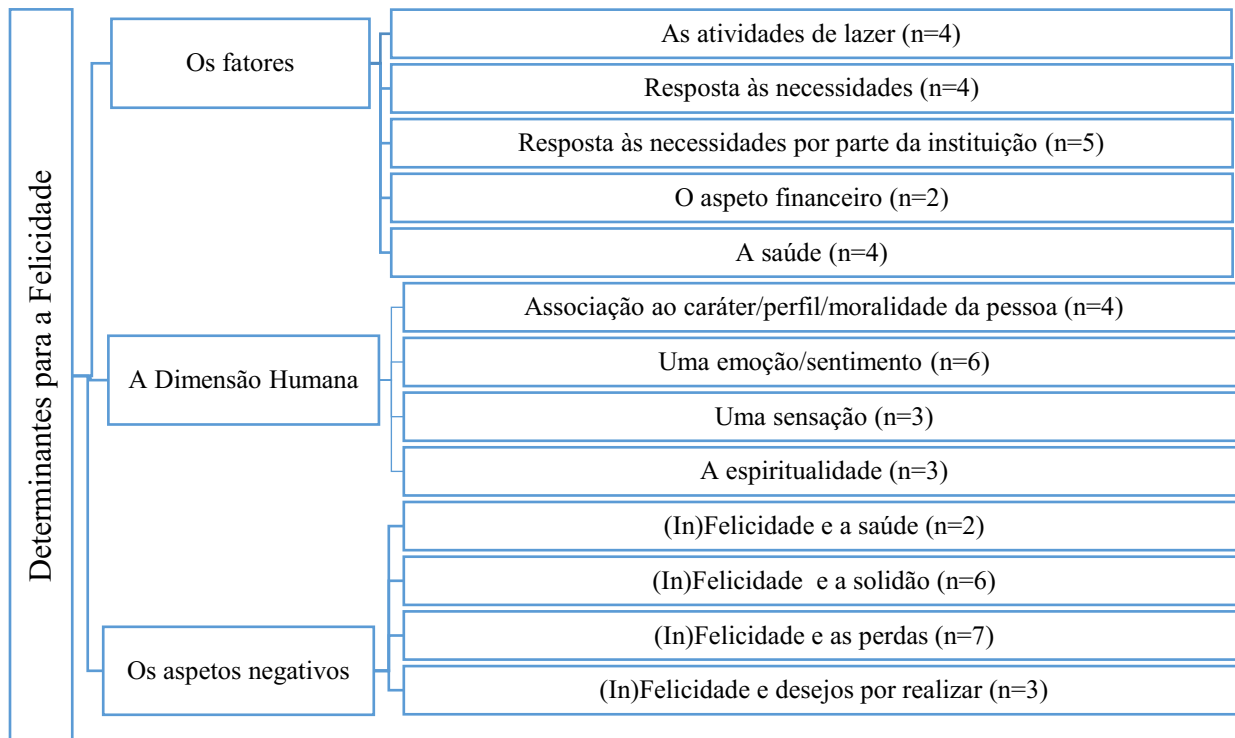 Determinantes para a Felicidade
Os fatores
As atividades de lazer (n=4)
Resposta às necessidades (n=4)
Resposta às necessidades por parte da instituição (n=5)
O aspeto financeiro (n=2)
A saúde (n=4)
A Dimensão Humana
Associação ao caráter/perfil/moralidade da pessoa (n=4)
Uma emoção/sentimento (n=6)
Uma sensação (n=3)
A espiritualidade (n=3)
Os aspetos negativos
(In)Felicidade e a saúde (n=2)
(In)Felicidade e a solidão (n=6)
(In)Felicidade e as perdas (n=7)
(In)Felicidade e desejos por realizar (n=3)